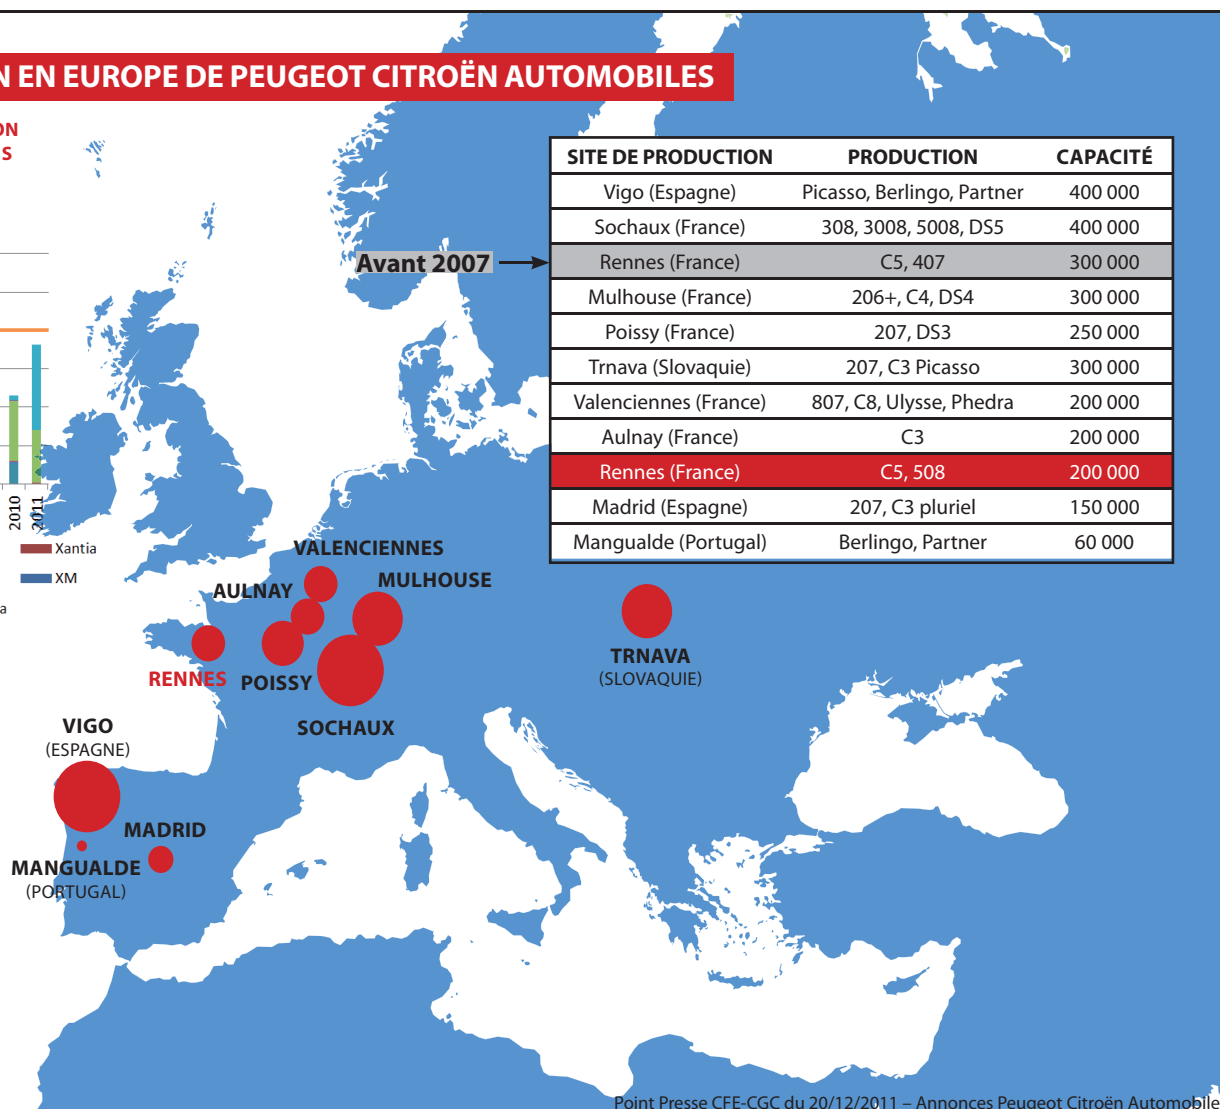 N EN EUROPE DE PEUGEOT CITROËN AUTOMOBILES
ON
S
SITE DE PRODUCTION PRODUCTION CAPACITÉ
Vigo (Espagne) Picasso, Berlingo, Partner 400 000
Sochaux (France) 308, 3008, 5008, DS5 400 000
Avant 2007
Rennes (France) C5, 407 300 000
Mulhouse (France) 206+, C4, DS4 300 000
Poissy (France) 207, DS3 250 000
Trnava (Slovaquie) 207, C3 Picasso 300 000
Valenciennes (France) 807, C8, Ulysse, Phedra 200 000
Aulnay (France) C3 200 000
Rennes (France) C5, 508 200 000
Madrid (Espagne) 207, C3 pluriel 150 000
Mangualde (Portugal) Berlingo, Partner 60 000
2010
2011
Xantia
XM
a
VALENCIENNES
MULHOUSE
AULNAY
RENNES
POISSY
SOCHAUX
TRNAVA
(SLOVAQUIE)
VIGO
(ESPAGNE)
MADRID
MANGUALDE
(PORTUGAL)
Point Presse CFE-CGC du 20/12/2011 – Annonces Peugeot Citroën Automobile